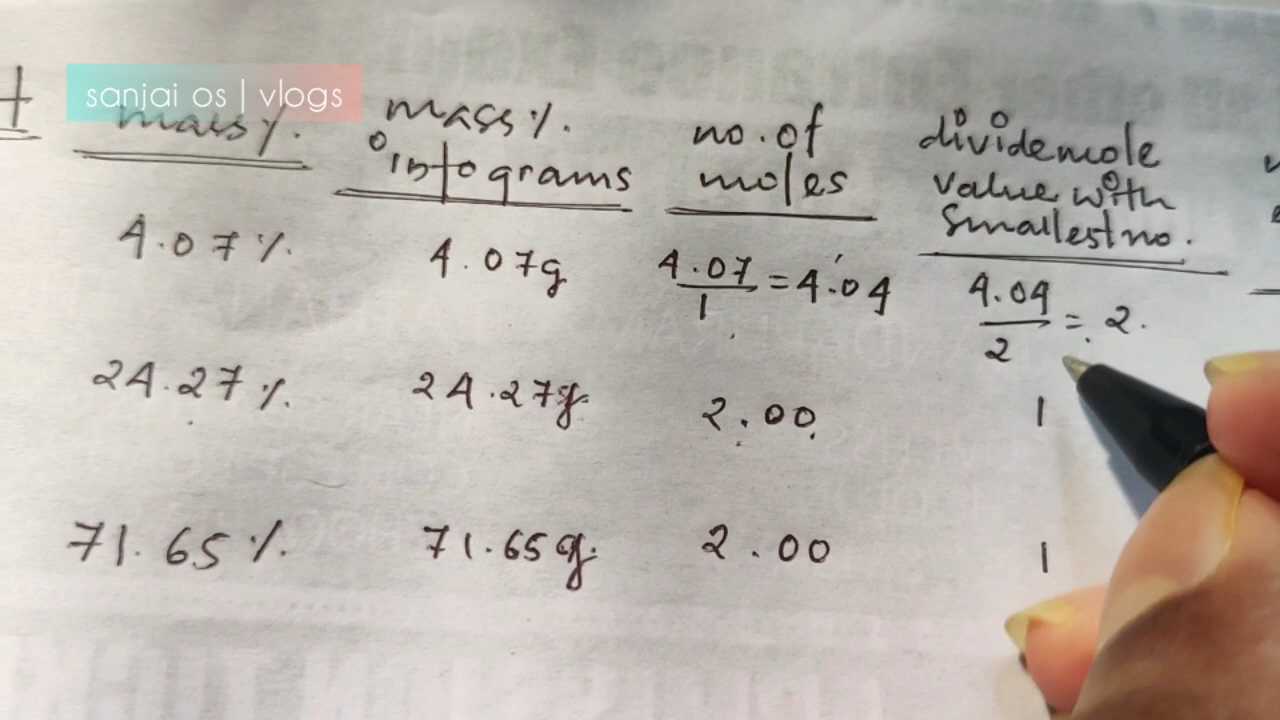 sanjai os | vlogs
mass%.
4.07%.
24.27%.
71.65%.
mass%.
into grams
4.07g
24.27g.
71.65g.
no. of
moles
4.07
1
=4.04
2.00
2.00
divide mole
value with
smallest no.
4.04
2
= 2.
1
1